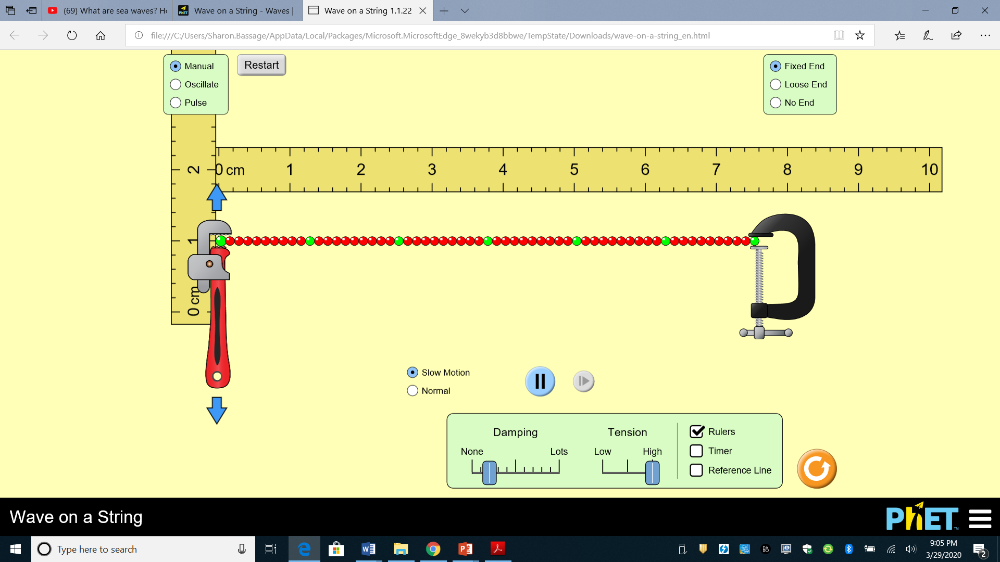 (69) What are sea waves? H
Wave on a String - Waves |
Wave on a String 1.1.22
file:///C:/Users/Sharon.Bassage/AppData/Local/Packages/Microsoft.MicrosoftEdge_8wekyb3d8bbwe/TempState/Downloads/wave-on-a-string_en.html
Manual
Oscillate
Pulse
Restart
Fixed End
Loose End
No End
0 cm 1 2 3 4 5 6 7 8 9 10
2
1
0 cm
Slow Motion
Normal
Damping
None Lots
Tension
Low High
Rulers
Timer
Reference Line
Wave on a String
PhET
Type here to search
9:05 PM
3/29/2020
2